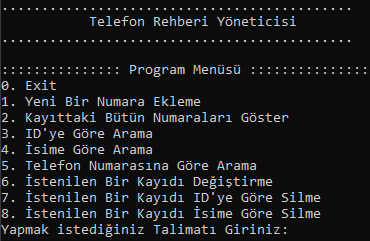 ............................................
Telefon Rehberi Yöneticisi
............................................
::::::::::::::: Program Menüsü :::::::::::::::
0. Exit
1. Yeni Bir Numara Ekleme
2. Kayıttaki Bütün Numaraları Göster
3. ID'ye Göre Arama
4. İsime Göre Arama
5. Telefon Numarasına Göre Arama
6. İstenilen Bir Kayıdı Değiştirme
7. İstenilen Bir Kayıdı ID'ye Göre Silme
8. İstenilen Bir Kayıdı İsime Göre Silme
Yapmak istediğiniz Talimatı Giriniz: